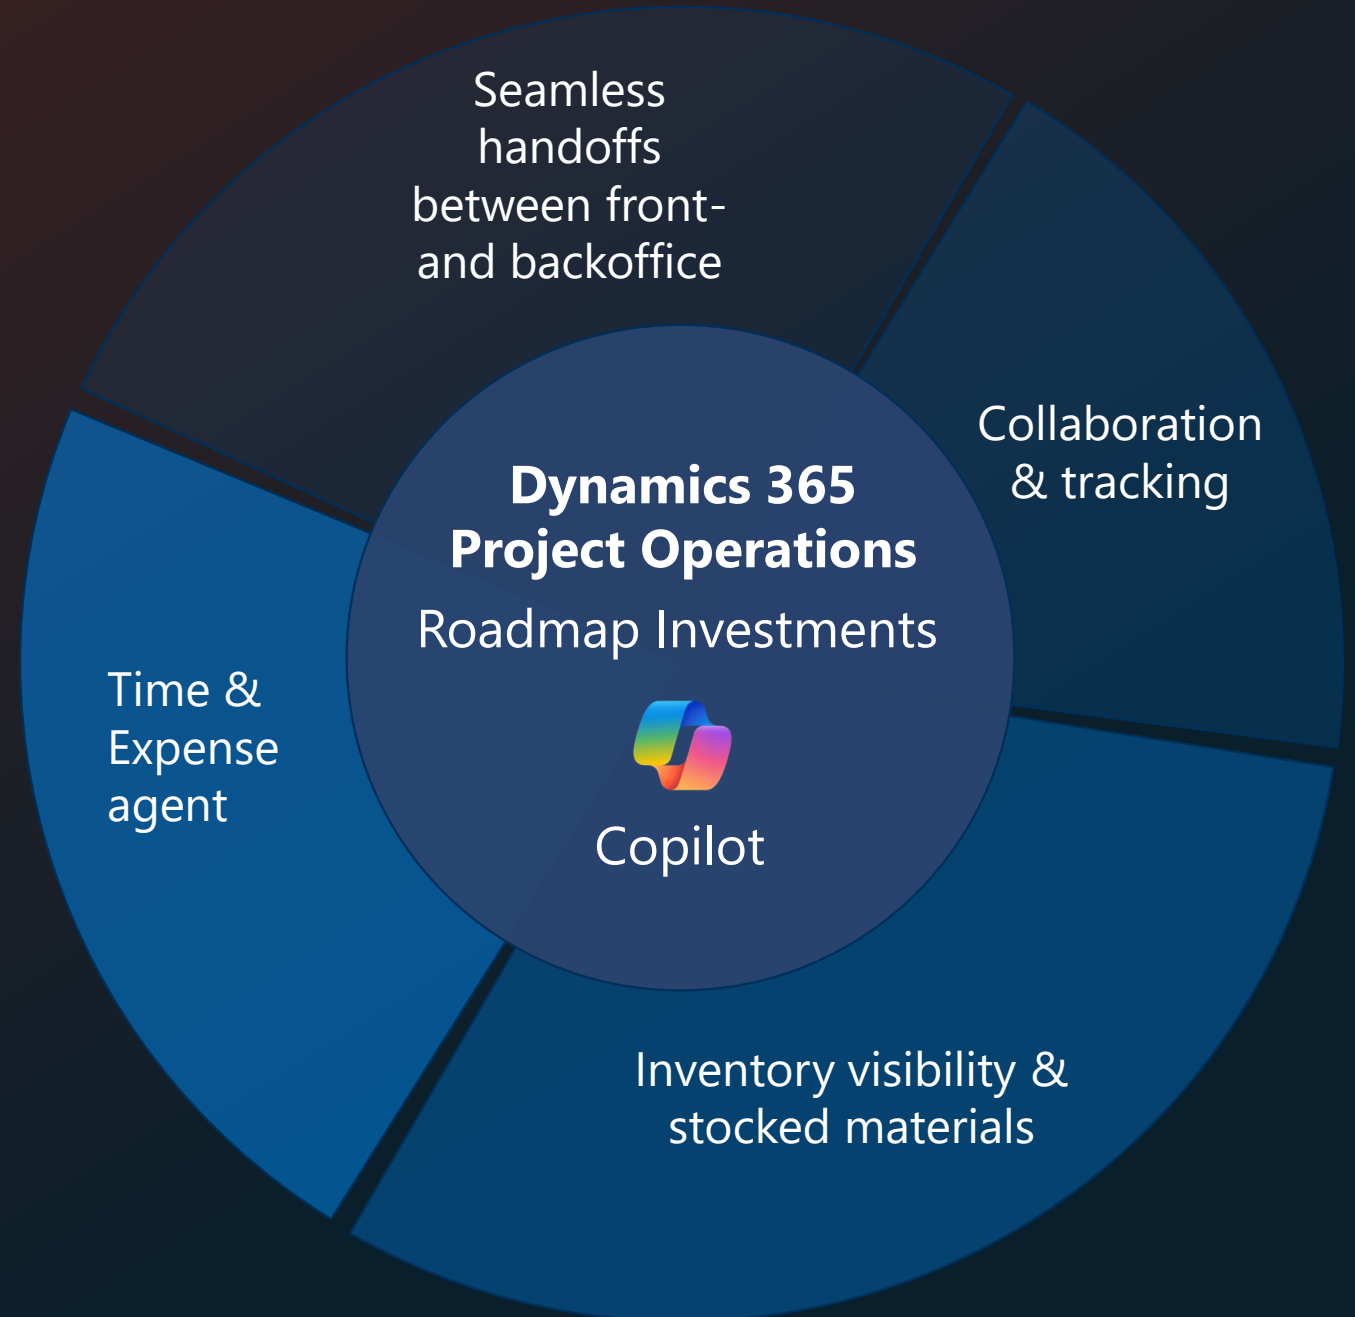 Seamless
handoffs
between front-
and backoffice
Collaboration
& tracking
Dynamics 365
Project Operations
Roadmap Investments
Copilot
Time &
Expense
agent
Inventory visibility &
stocked materials